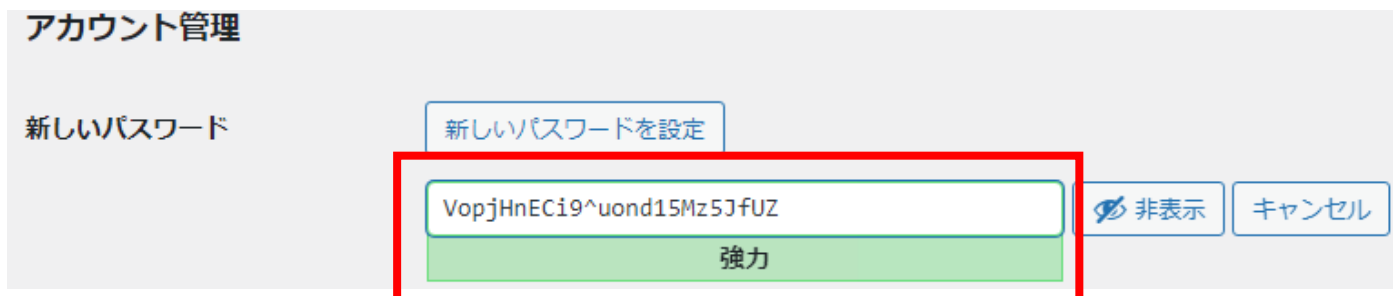 アカウント管理
新しいパスワード
新しいパスワードを設定
VopjHnECi9^uond15Mz5JfUZ
非表示
キャンセル
強力